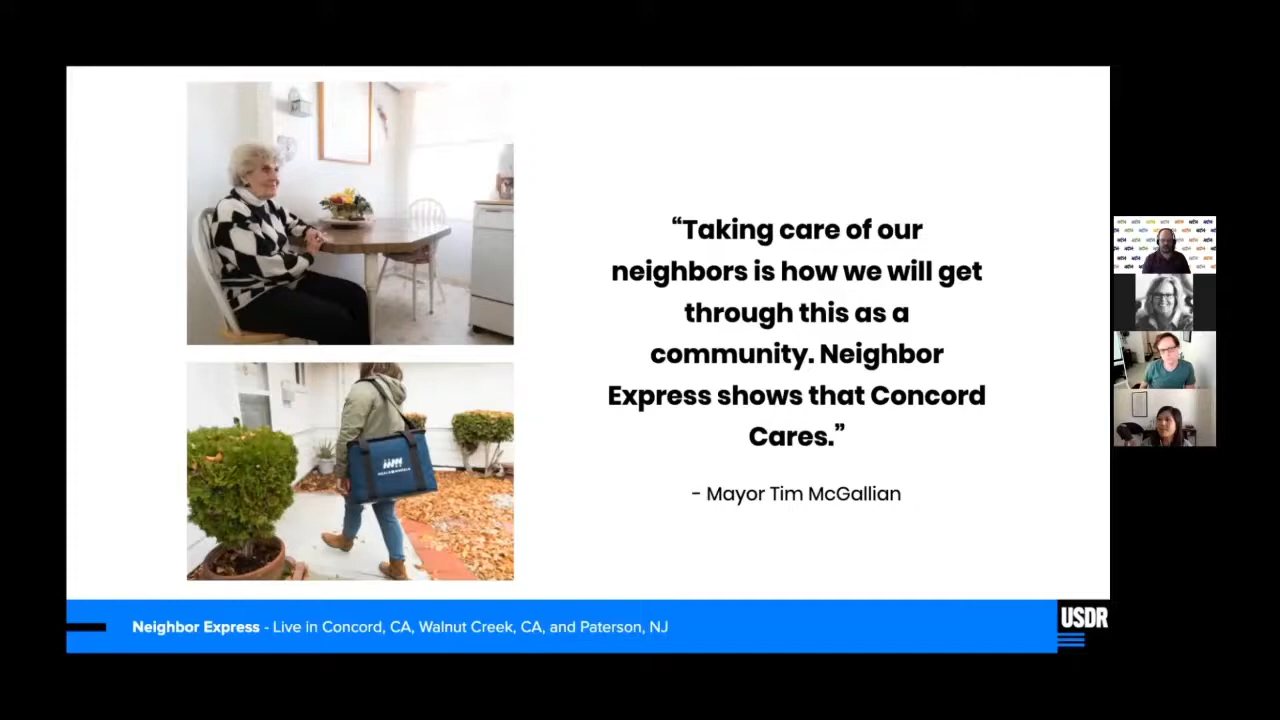 “Taking care of our
neighbors is how we will get
through this as a
community. Neighbor
Express shows that Concord
Cares.”
- Mayor Tim McGallian
Neighbor Express - Live in Concord, CA, Walnut Creek, CA, and Paterson, NJ
USDR